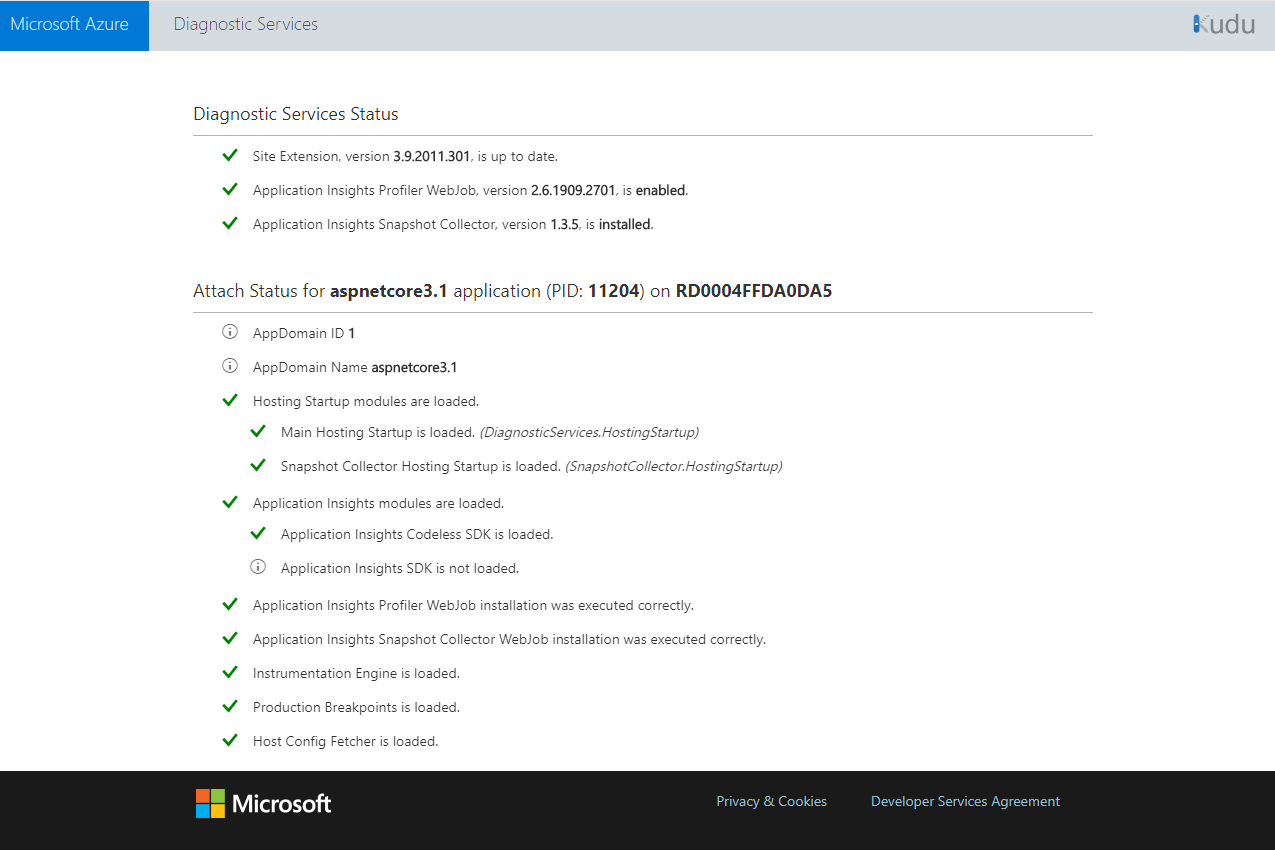 Microsoft Azure
Diagnostic Services
Kudu
Diagnostic Services Status
Site Extension, version 3.9.2011.301, is up to date.
Application Insights Profiler WebJob, version 2.6.1909.2701, is enabled.
Application Insights Snapshot Collector, version 1.3.5, is installed.
Attach Status for aspnetcore3.1 application (PID: 11204) on RD0004FFDA0DA5
AppDomain ID 1
AppDomain Name aspnetcore3.1
Hosting Startup modules are loaded.
Main Hosting Startup is loaded. (DiagnosticServices.HostingStartup)
Snapshot Collector Hosting Startup is loaded. (SnapshotCollector.HostingStartup)
Application Insights modules are loaded.
Application Insights Codeless SDK is loaded.
Application Insights SDK is not loaded.
Application Insights Profiler WebJob installation was executed correctly.
Application Insights Snapshot Collector WebJob installation was executed correctly.
Instrumentation Engine is loaded.
Production Breakpoints is loaded.
Host Config Fetcher is loaded.
Microsoft
Privacy & Cookies
Developer Services Agreement